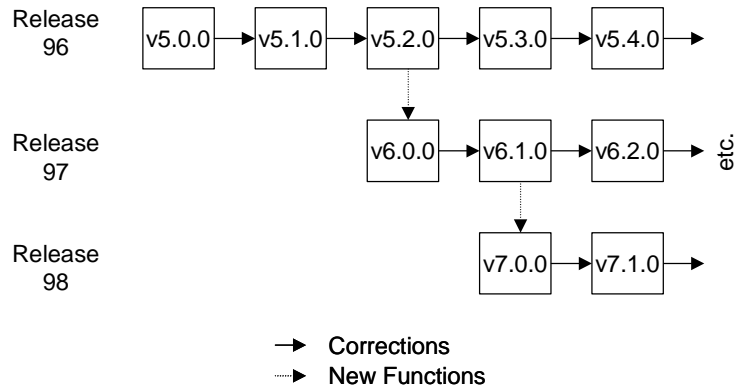 Release
96
v5.0.0
v5.1.0
v5.2.0
v5.3.0
v5.4.0
Release
97
v6.0.0
v6.1.0
v6.2.0
etc.
Release
98
v7.0.0
v7.1.0
Corrections
New Functions